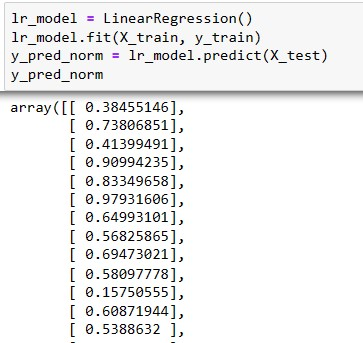 lr_model = LinearRegression()
lr_model.fit(X_train, y_train)
y_pred_norm = lr_model.predict(X_test)
y_pred_norm
array([[ 0.38455146],
[ 0.73806851],
[ 0.41399491],
[ 0.90994235],
[ 0.83349658],
[ 0.97931606],
[ 0.64993101],
[ 0.56825865],
[ 0.69473021],
[ 0.58097778],
[ 0.15750555],
[ 0.60871944],
[ 0.5388632 ],